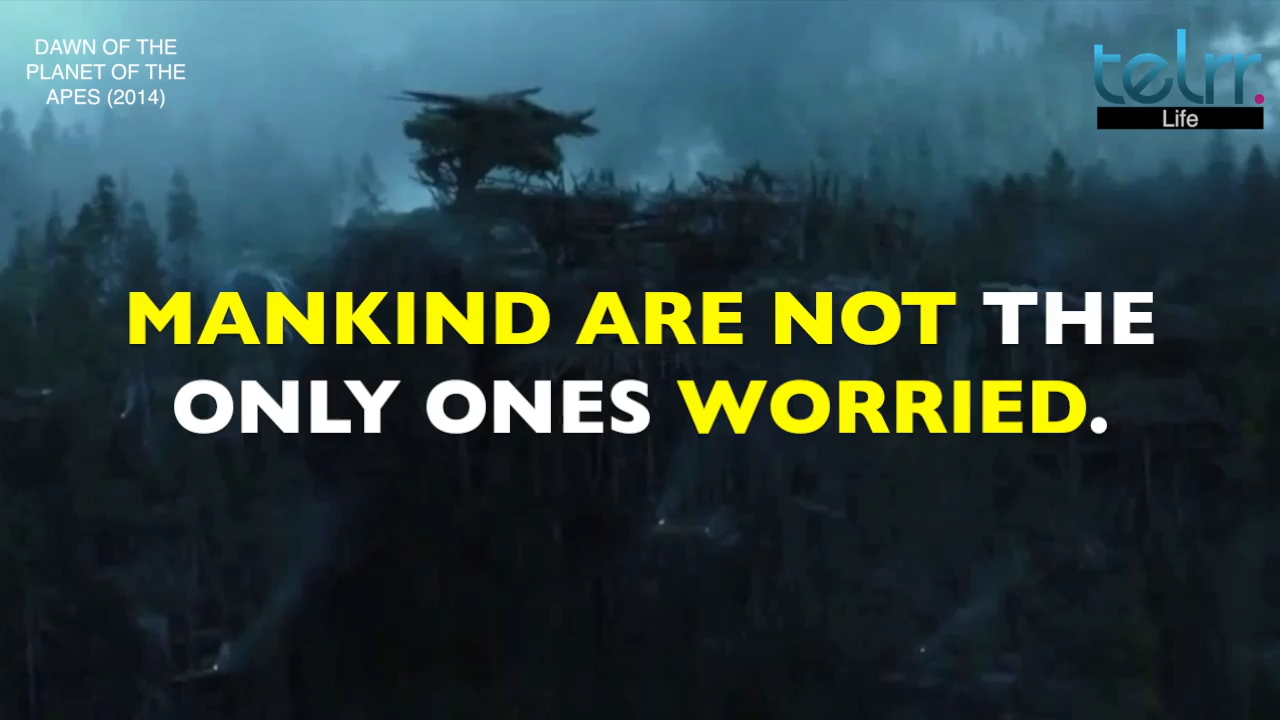 DAWN OF THE
PLANET OF THE
APES (2014)
telrr.
Life
MANKIND ARE NOT THE
ONLY ONES WORRIED.